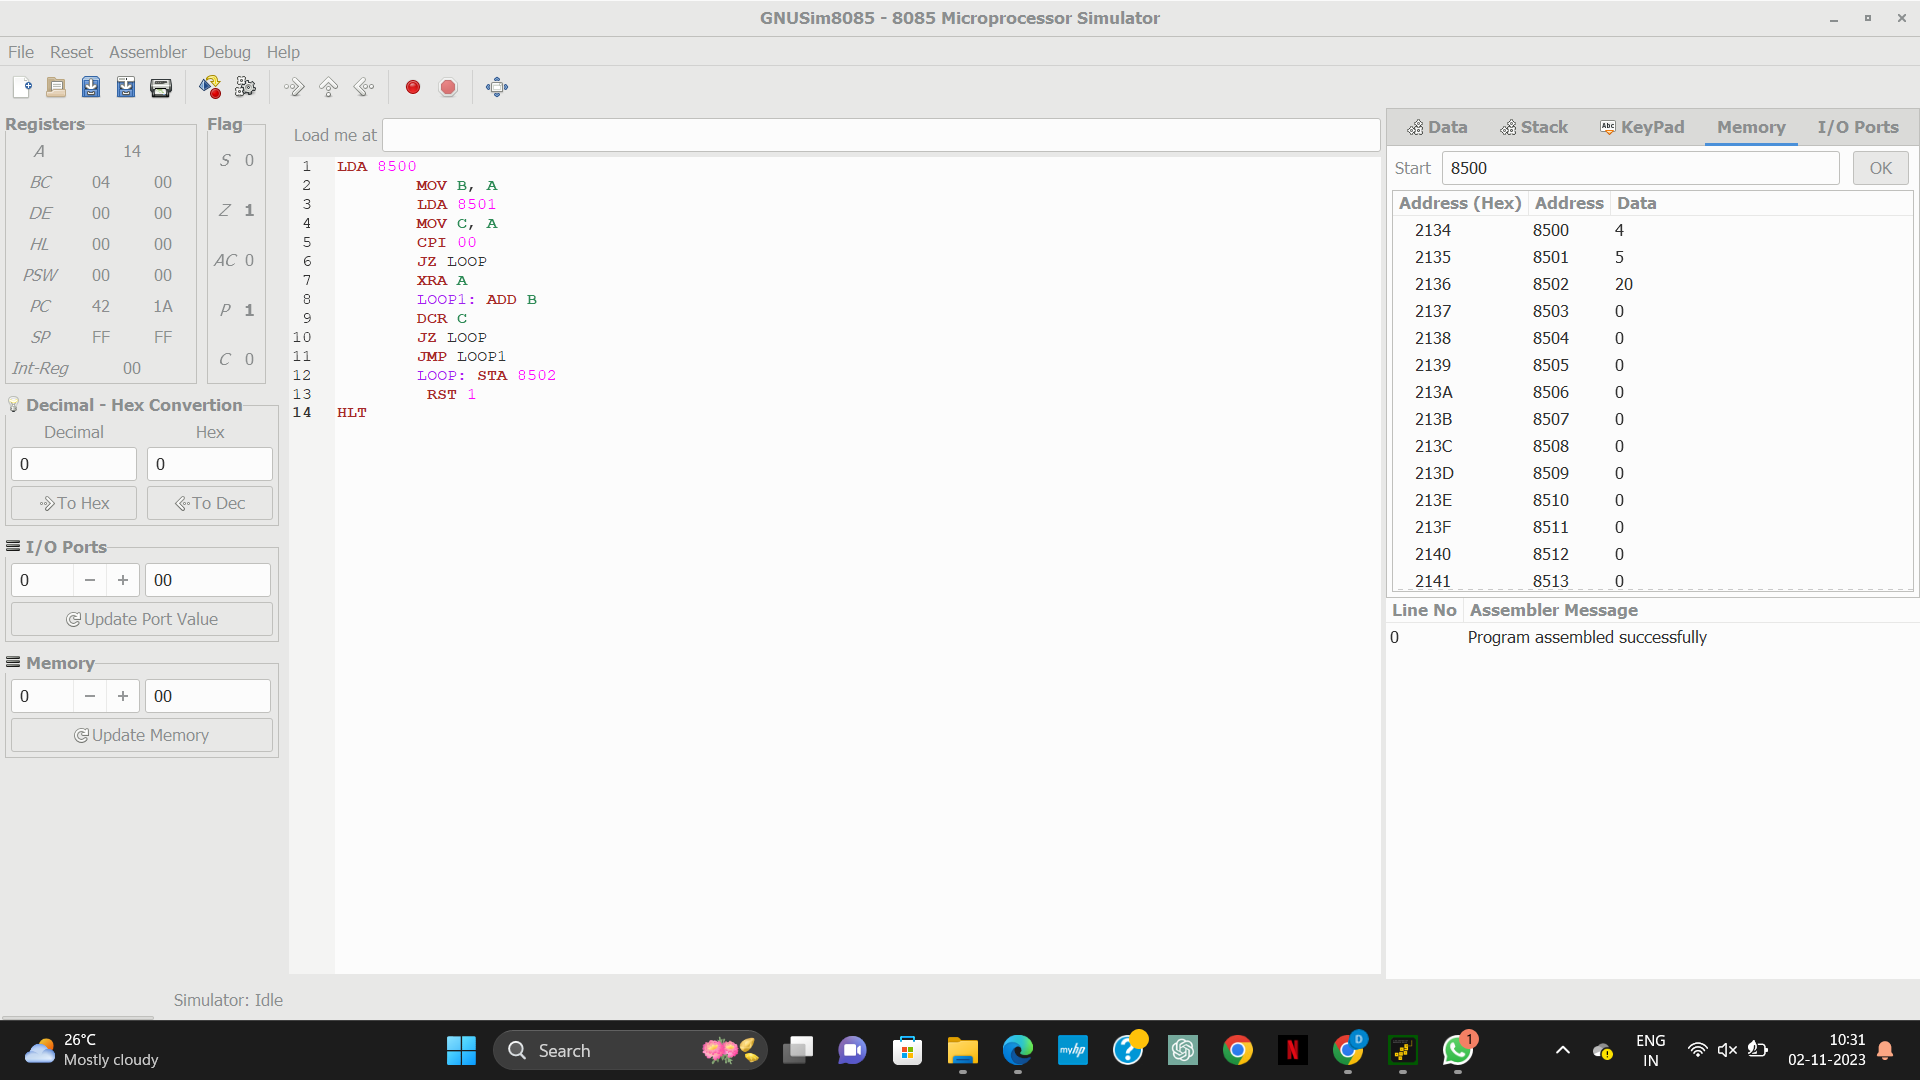 GNUSim8085 - 8085 Microprocessor Simulator
File Reset Assembler Debug Help
Registers
A 14
BC 04 00
DE 00 00
HL 00 00
PSW 00 00
PC 42 1A
SP FF FF
Int-Reg 00
Flag
S 0
Z 1
AC 0
P 1
C 0
Decimal - Hex Convertion
Decimal Hex
0 0
To Hex To Dec
I/O Ports
0 − + 00
Update Port Value
Memory
0 − + 00
Update Memory
Load me at
1 LDA 8500
2 MOV B, A
3 LDA 8501
4 MOV C, A
5 CPI 00
6 JZ LOOP
7 XRA A
8 LOOP1: ADD B
9 DCR C
10 JZ LOOP
11 JMP LOOP1
12 LOOP: STA 8502
13 RST 1
14 HLT
Data Stack Abc KeyPad Memory I/O Ports
Start 8500 OK
Address (Hex) Address Data
2134 8500 4
2135 8501 5
2136 8502 20
2137 8503 0
2138 8504 0
2139 8505 0
213A 8506 0
213B 8507 0
213C 8508 0
213D 8509 0
213E 8510 0
213F 8511 0
2140 8512 0
2141 8513 0
Line No Assembler Message
0 Program assembled successfully
Simulator: Idle
26°C
Mostly cloudy
Search
myhp
?
N
D
1
ENG
IN
10:31
02-11-2023